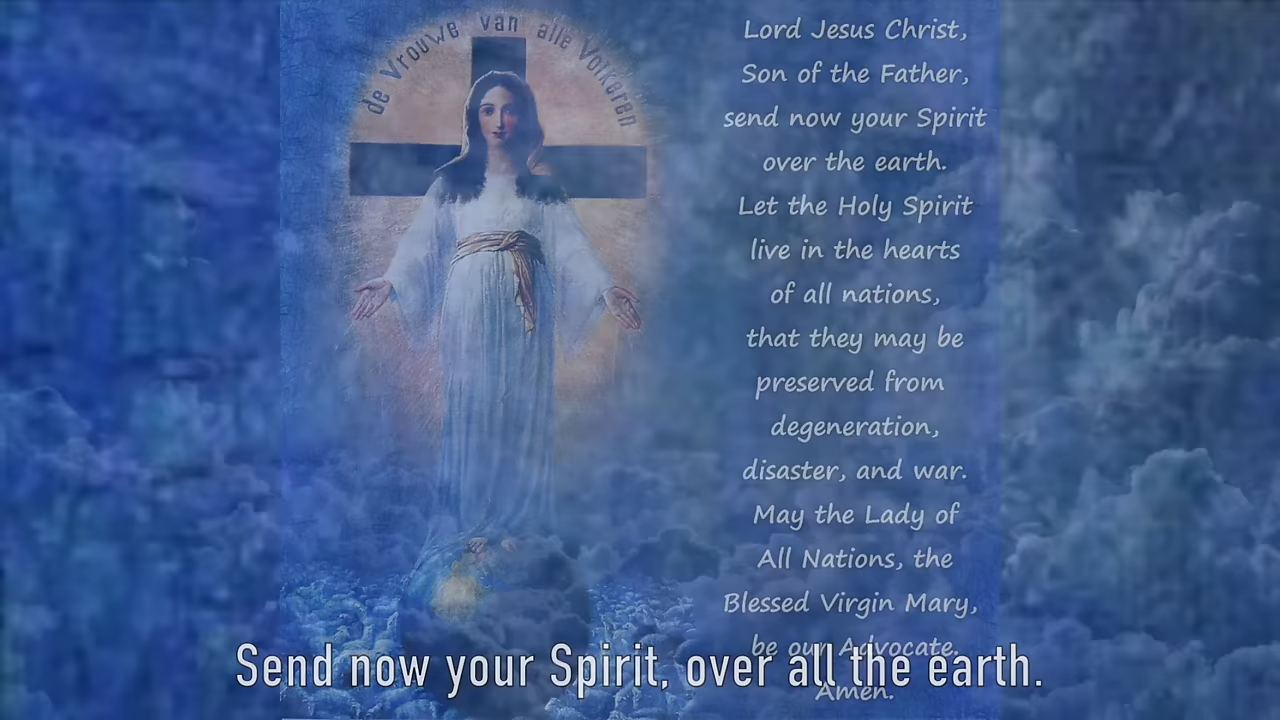 de Vrouwe van alle Volkeren
Lord Jesus Christ,
Son of the Father,
send now your Spirit
over the earth.
Let the Holy Spirit
live in the hearts
of all nations,
that they may be
preserved from
degeneration,
disaster, and war.
May the Lady of
All Nations, the
Blessed Virgin Mary,
be our Advocate.
Amen.
Send now your Spirit, over all the earth.